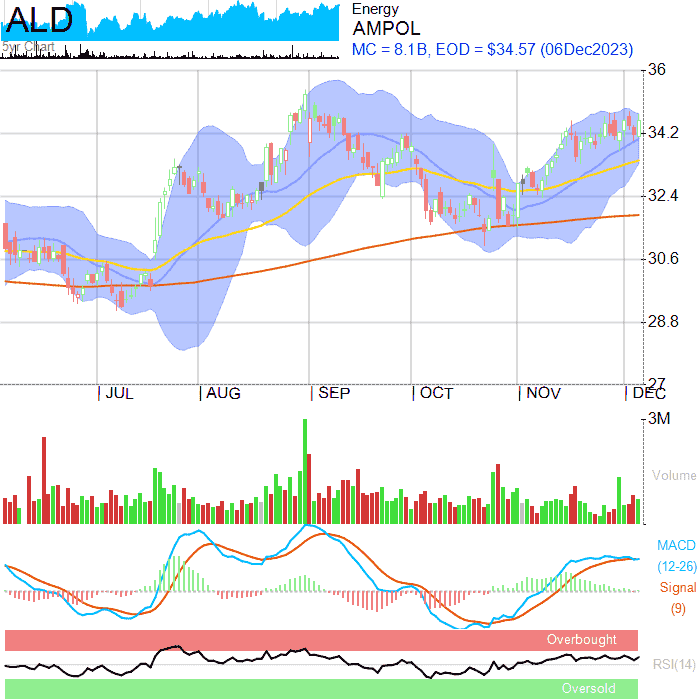 ALD
5yr Chart
Energy
AMPOL
MC = 8.1B, EOD = $34.57 (06Dec2023)
36
34.2
32.4
30.6
28.8
27
JUL AUG SEP OCT NOV DEC
3M
Volume
MACD
(12-26)
Signal
(9)
Overbought
RSI(14)
Oversold